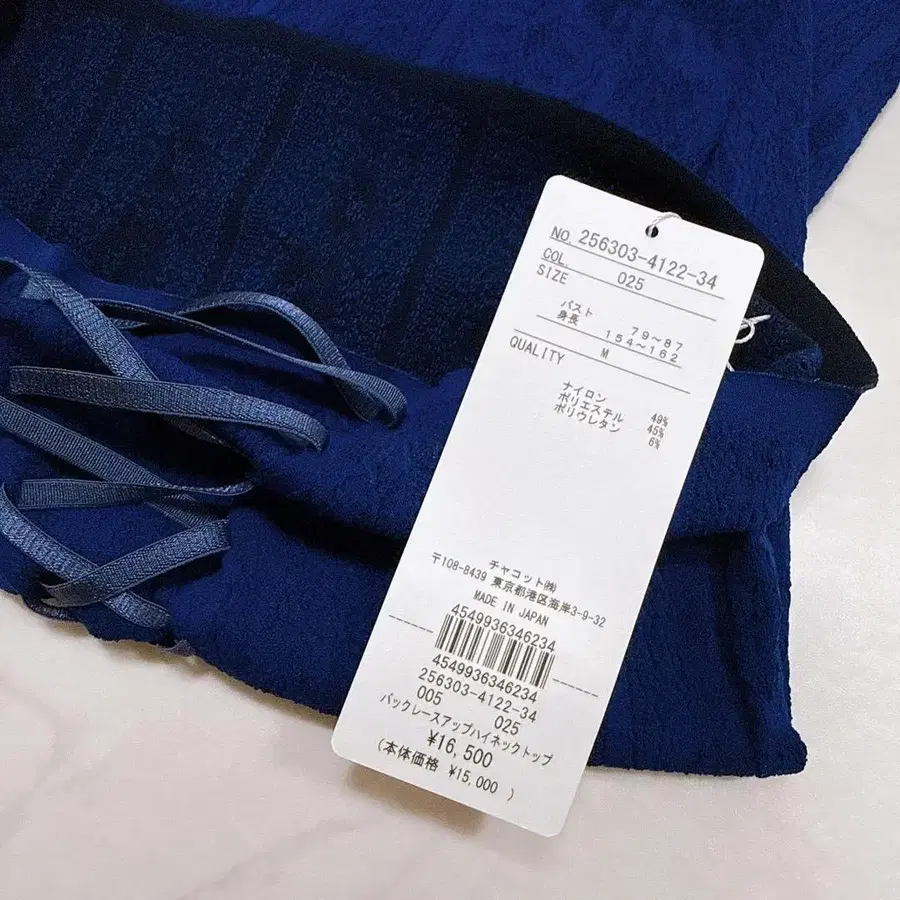 NO. 256303-4122-34
COL. 025
SIZE
バスト 79~87
身長 154~162
M
QUALITY
ナイロン 49%
ポリエステル 45%
ポリウレタン 6%
チャコット㈱
〒108-8439 東京都港区海岸3-9-32
MADE IN JAPAN
4549936346234
4549936346234
256303-4122-34
005 025
バックレースアップハイネックトップ
¥16,500
(本体価格 ¥15,000 )